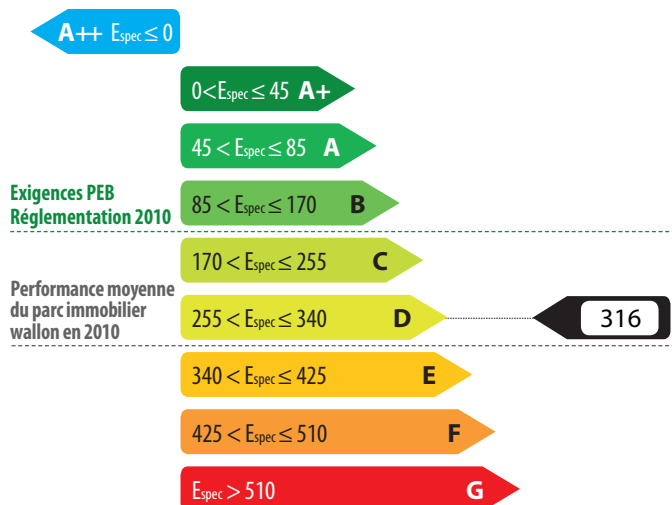 A++ Espec ≤ 0
0<Espec ≤ 45 A+
45 < Espec ≤ 85 A
Exigences PEB
Réglementation 2010
85 < Espec ≤ 170 B
170 < Espec ≤ 255 C
Performance moyenne
du parc immobilier
wallon en 2010
255 < Espec ≤ 340 D
316
340 < Espec ≤ 425 E
425 < Espec ≤ 510 F
Espec > 510 G